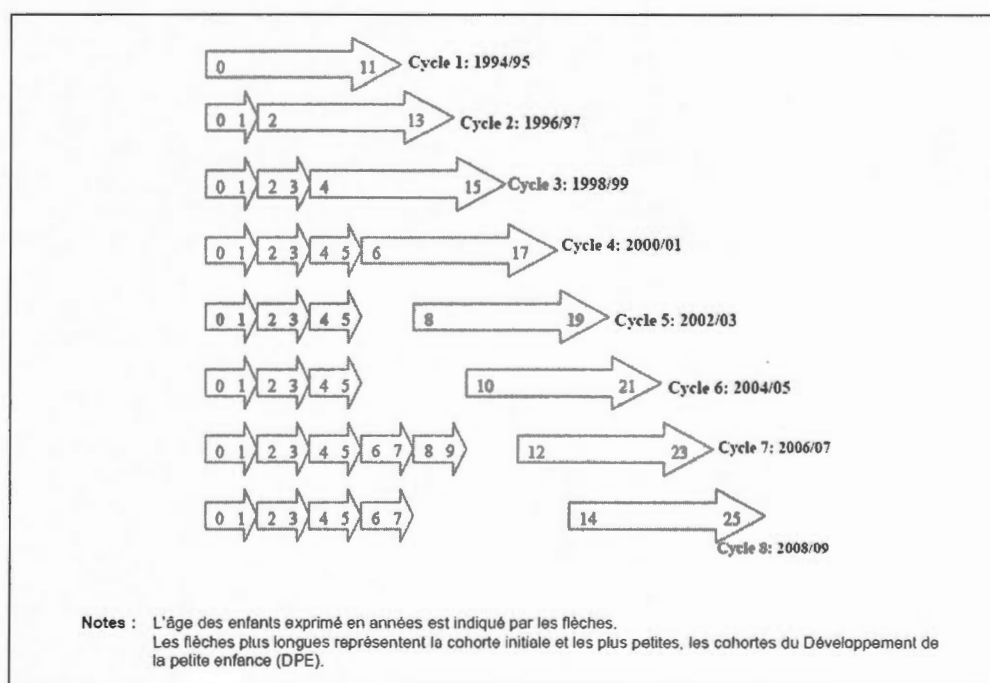 0 11 Cycle 1: 1994/95
0 1 2 13 Cycle 2: 1996/97
0 1 2 3 4 15 Cycle 3: 1998/99
0 1 2 3 4 5 6 17 Cycle 4: 2000/01
0 1 2 3 4 5 8 19 Cycle 5: 2002/03
0 1 2 3 4 5 10 21 Cycle 6: 2004/05
0 1 2 3 4 5 6 7 8 9 12 23 Cycle 7: 2006/07
0 1 2 3 4 5 6 7 14 25
Cycle 8: 2008/09
Notes : L'âge des enfants exprimé en années est indiqué par les flèches.
Les flèches plus longues représentent la cohorte initiale et les plus petites, les cohortes du Développement de
la petite enfance (DPE).